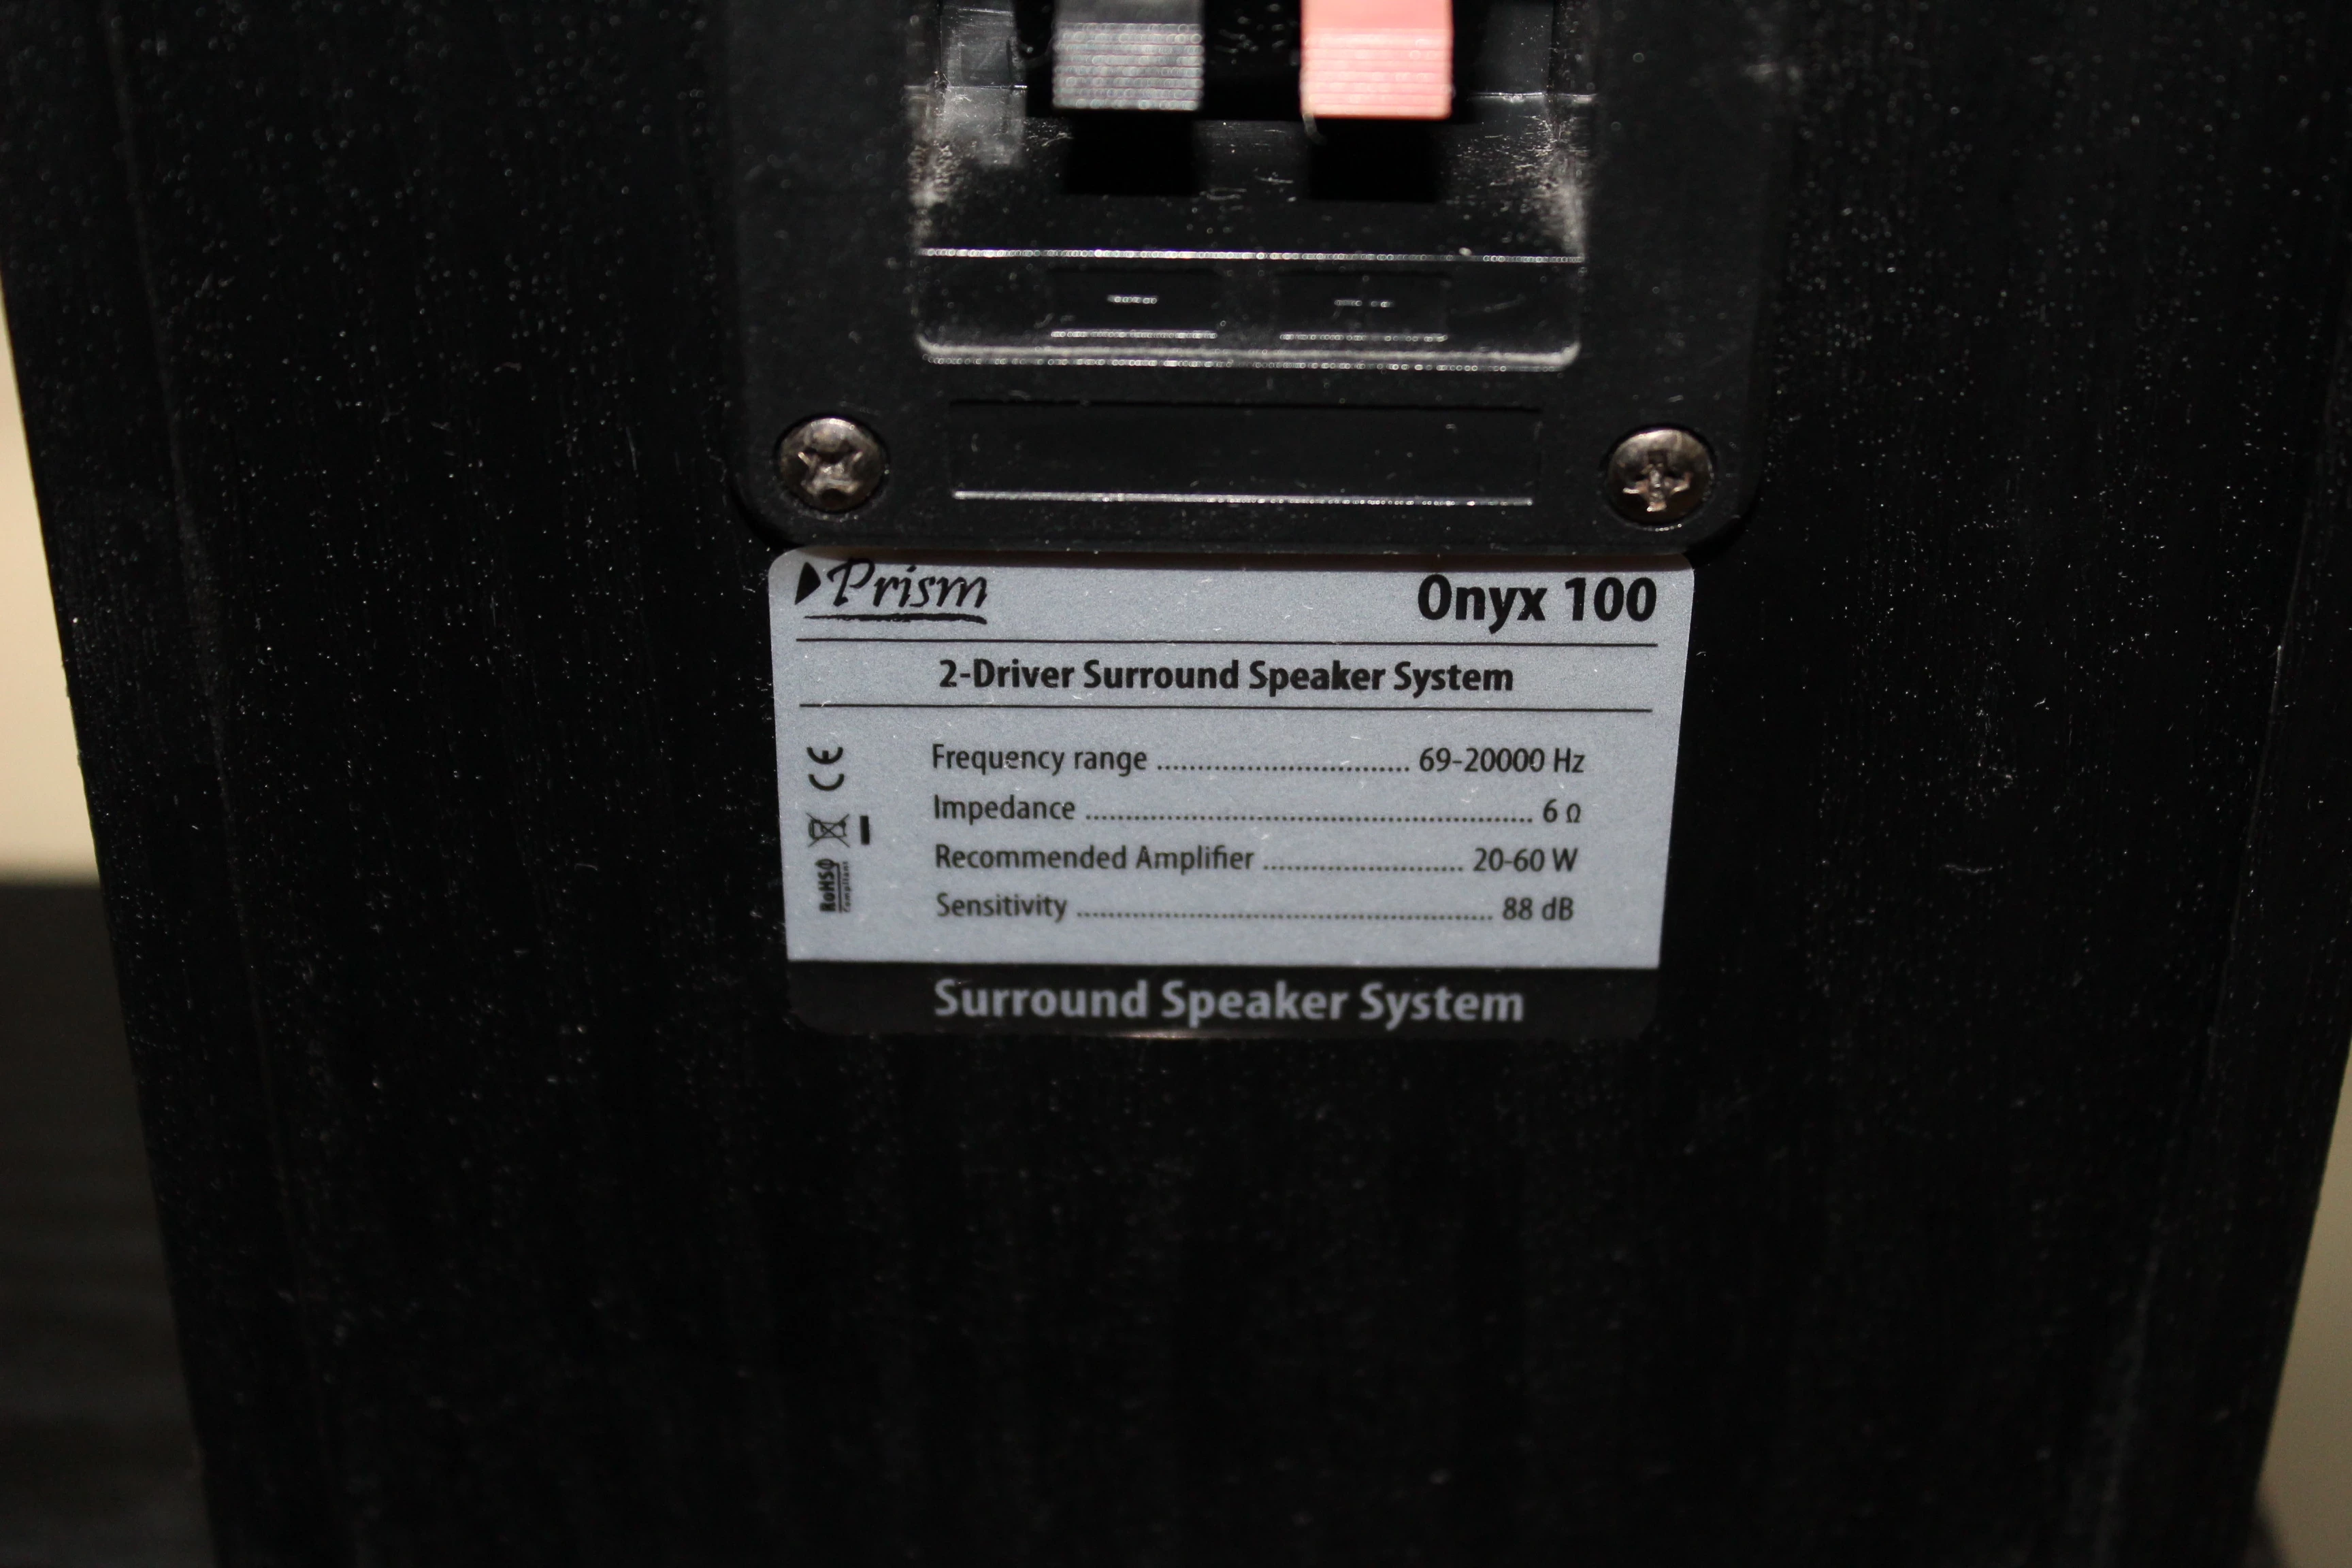 Prism Onyx 100
2-Driver Surround Speaker System
Frequency range .................................. 69-20000 Hz
Impedance ............................................................ 6 Ω
Recommended Amplifier ........................... 20-60 W
Sensitivity ........................................................ 88 dB
CE
RoHS
Compliant
Surround Speaker System